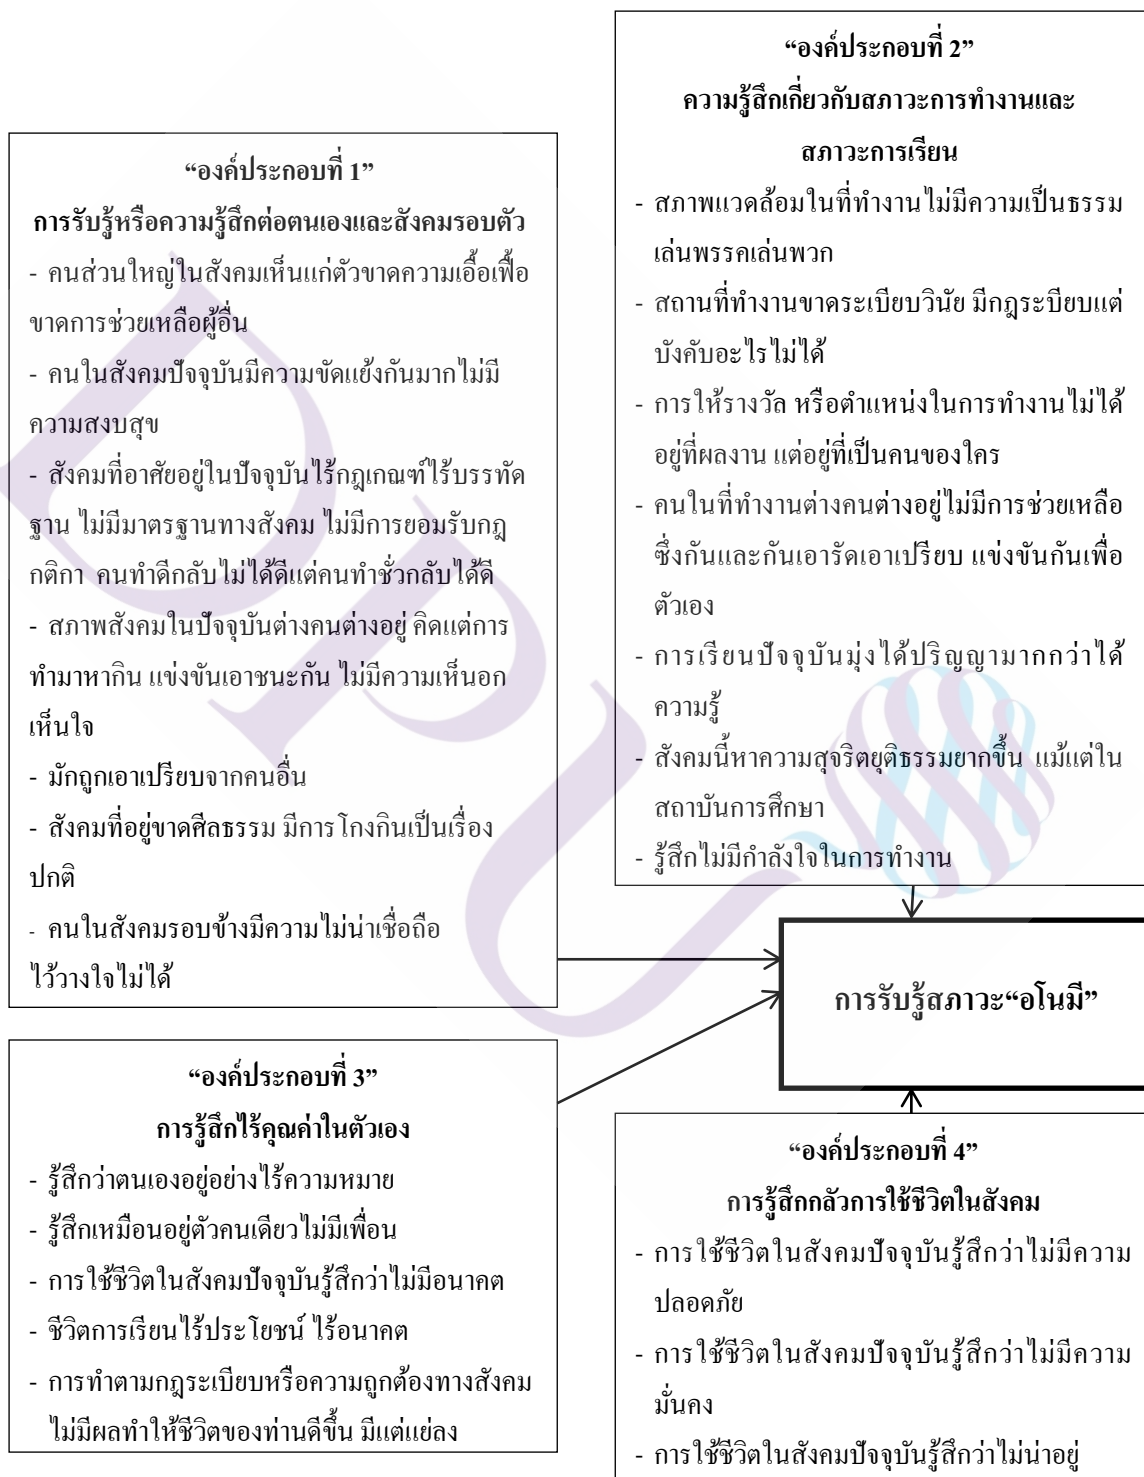 “องค์ประกอบที่ 1”
การรับรู้หรือความรู้สึกต่อตนเองและสังคมรอบตัว
- คนส่วนใหญ่ในสังคมเห็นแก่ตัวขาดความเอื้อเฟื้อ
ขาดการช่วยเหลือผู้อื่น
- คนในสังคมปัจจุบันมีความขัดแย้งกันมากไม่มี
ความสงบสุข
- สังคมที่อาศัยอยู่ในปัจจุบันไร้กฎเกณฑ์ไร้บรรทัด
ฐาน ไม่มีมาตรฐานทางสังคม ไม่มีการยอมรับกฎ
กติกา คนทำดีกลับไม่ได้ดีแต่คนทำชั่วกลับได้ดี
- สภาพสังคมในปัจจุบันต่างคนต่างอยู่ คิดแต่การ
ทำมาหากิน แข่งขันเอาชนะกัน ไม่มีความเห็นอก
เห็นใจ
- มักถูกเอาเปรียบจากคนอื่น
- สังคมที่อยู่ขาดศีลธรรม มีการโกงกินเป็นเรื่อง
ปกติ
- คนในสังคมรอบข้างมีความไม่น่าเชื่อถือ
ไว้วางใจไม่ได้
“องค์ประกอบที่ 2”
ความรู้สึกเกี่ยวกับสภาวะการทำงานและ
สภาวะการเรียน
- สภาพแวดล้อมในที่ทำงานไม่มีความเป็นธรรม
เล่นพรรคเล่นพวก
- สถานที่ทำงานขาดระเบียบวินัย มีกฎระบียบแต่
บังคับอะไรไม่ได้
- การให้รางวัล หรือตำแหน่งในการทำงานไม่ได้
อยู่ที่ผลงาน แต่อยู่ที่เป็นคนของใคร
- คนในที่ทำงานต่างคนต่างอยู่ไม่มีการช่วยเหลือ
ซึ่งกันและกันเอารัดเอาเปรียบ แข่งขันกันเพื่อ
ตัวเอง
- การเรียนปัจจุบันมุ่งได้ปริญญามากกว่าได้
ความรู้
- สังคมนี้หาความสุจริตยุติธรรมยากขึ้น แม้แต่ใน
สถาบันการศึกษา
- รู้สึกไม่มีกำลังใจในการทำงาน
การรับรู้สภาวะ“อโนมี”
“องค์ประกอบที่ 3”
การรู้สึกไร้คุณค่าในตัวเอง
- รู้สึกว่าตนเองอยู่อย่างไร้ความหมาย
- รู้สึกเหมือนอยู่ตัวคนเดียวไม่มีเพื่อน
- การใช้ชีวิตในสังคมปัจจุบันรู้สึกว่าไม่มีอนาคต
- ชีวิตการเรียนไร้ประโยชน์ ไร้อนาคต
- การทำตามกฎระเบียบหรือความถูกต้องทางสังคม
ไม่มีผลทำให้ชีวิตของท่านดีขึ้น มีแต่แย่ลง
“องค์ประกอบที่ 4”
การรู้สึกกลัวการใช้ชีวิตในสังคม
- การใช้ชีวิตในสังคมปัจจุบันรู้สึกว่าไม่มีความ
ปลอดภัย
- การใช้ชีวิตในสังคมปัจจุบันรู้สึกว่าไม่มีความ
มั่นคง
- การใช้ชีวิตในสังคมปัจจุบันรู้สึกว่าไม่น่าอยู่
DPU